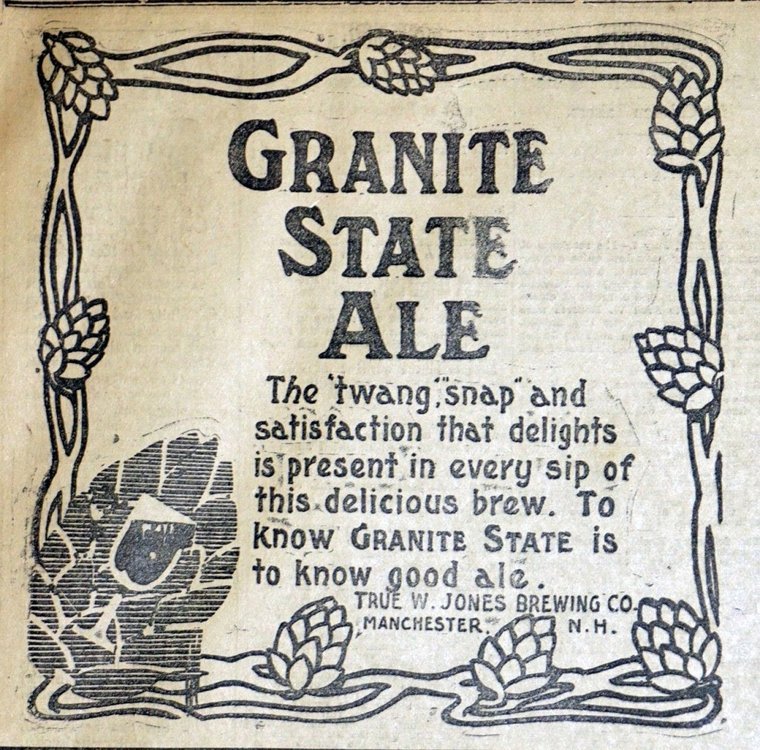 GRANITE
STATE
ALE
The "twang," "snap" and
satisfaction that delights
is present in every sip of
this delicious brew. To
know GRANITE STATE is
to know good ale.
TRUE W. JONES BREWING CO.
MANCHESTER. N.H.